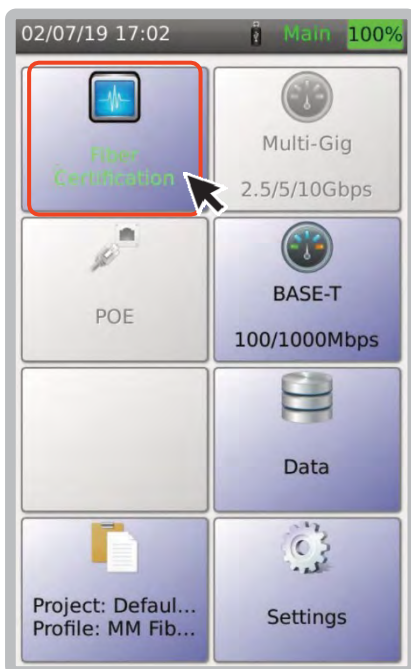 02/07/19 17:02 Main 100%
Fiber
Certification
Multi-Gig
2.5/5/10Gbps
POE
BASE-T
100/1000Mbps
Data
Project: Defaul...
Profile: MM Fib...
Settings